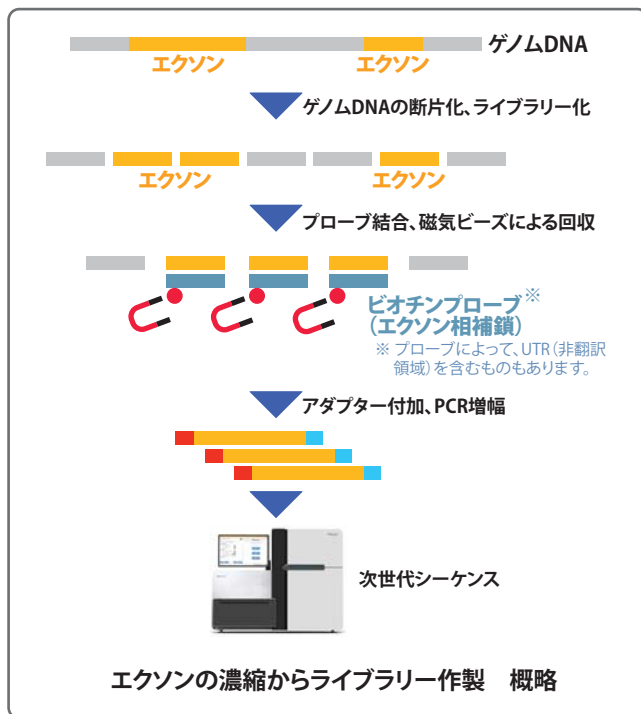 ゲノムDNA
エクソン エクソン
ゲノムDNAの断片化、ライブラリー化
エクソン エクソン
プローブ結合、磁気ビーズによる回収
ビオチンプローブ※
（エクソン相補鎖）
※ プローブによって、UTR（非翻訳
領域）を含むものもあります。
アダプター付加、PCR増幅
次世代シーケンス
エクソンの濃縮からライブラリー作製　概略